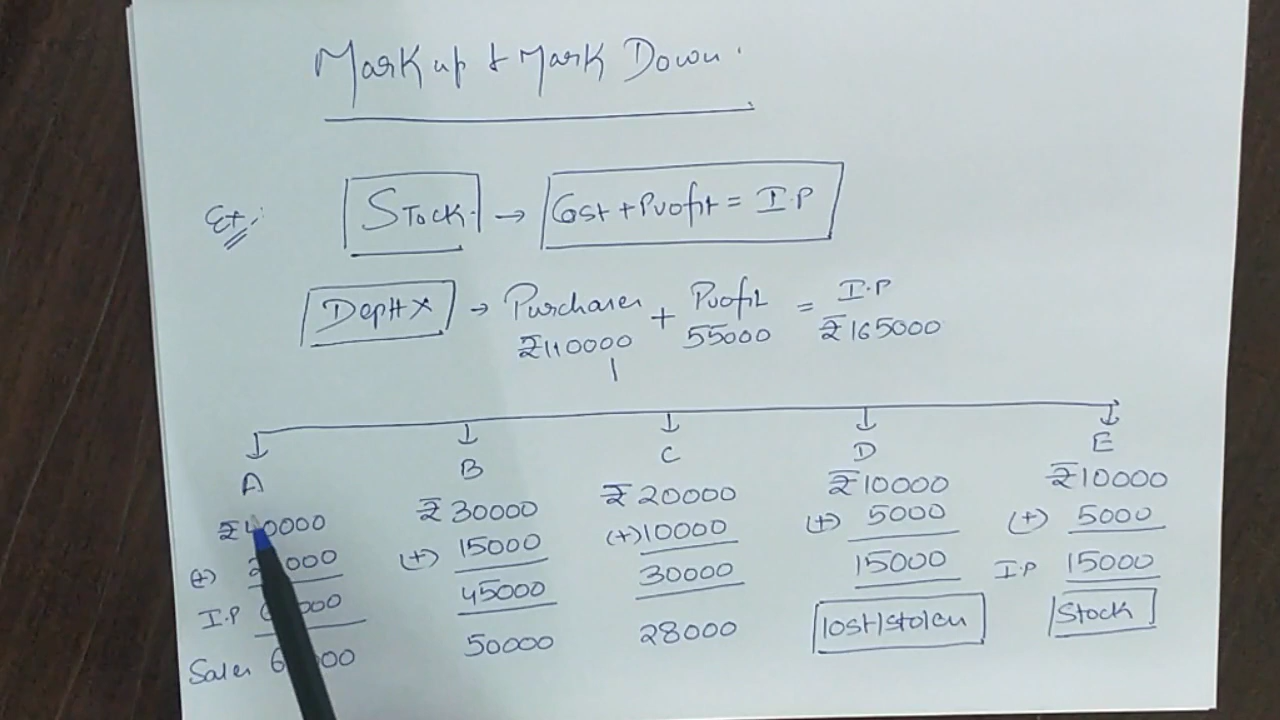 Mark up & Mark Down
Ex:
Stock → Cost + Profit = I.P
Dept X → Purchases + Profit = I.P
₹110000 55000 ₹165000
A B C D E
₹40000 ₹30000 ₹20000 ₹10000 ₹10000
(+) (+) 15000 (+) 10000 (+) 5000 (+) 5000
I.P 45000 30000 15000 I.P 15000
Sales 50000 28000 lost/stolen Stock